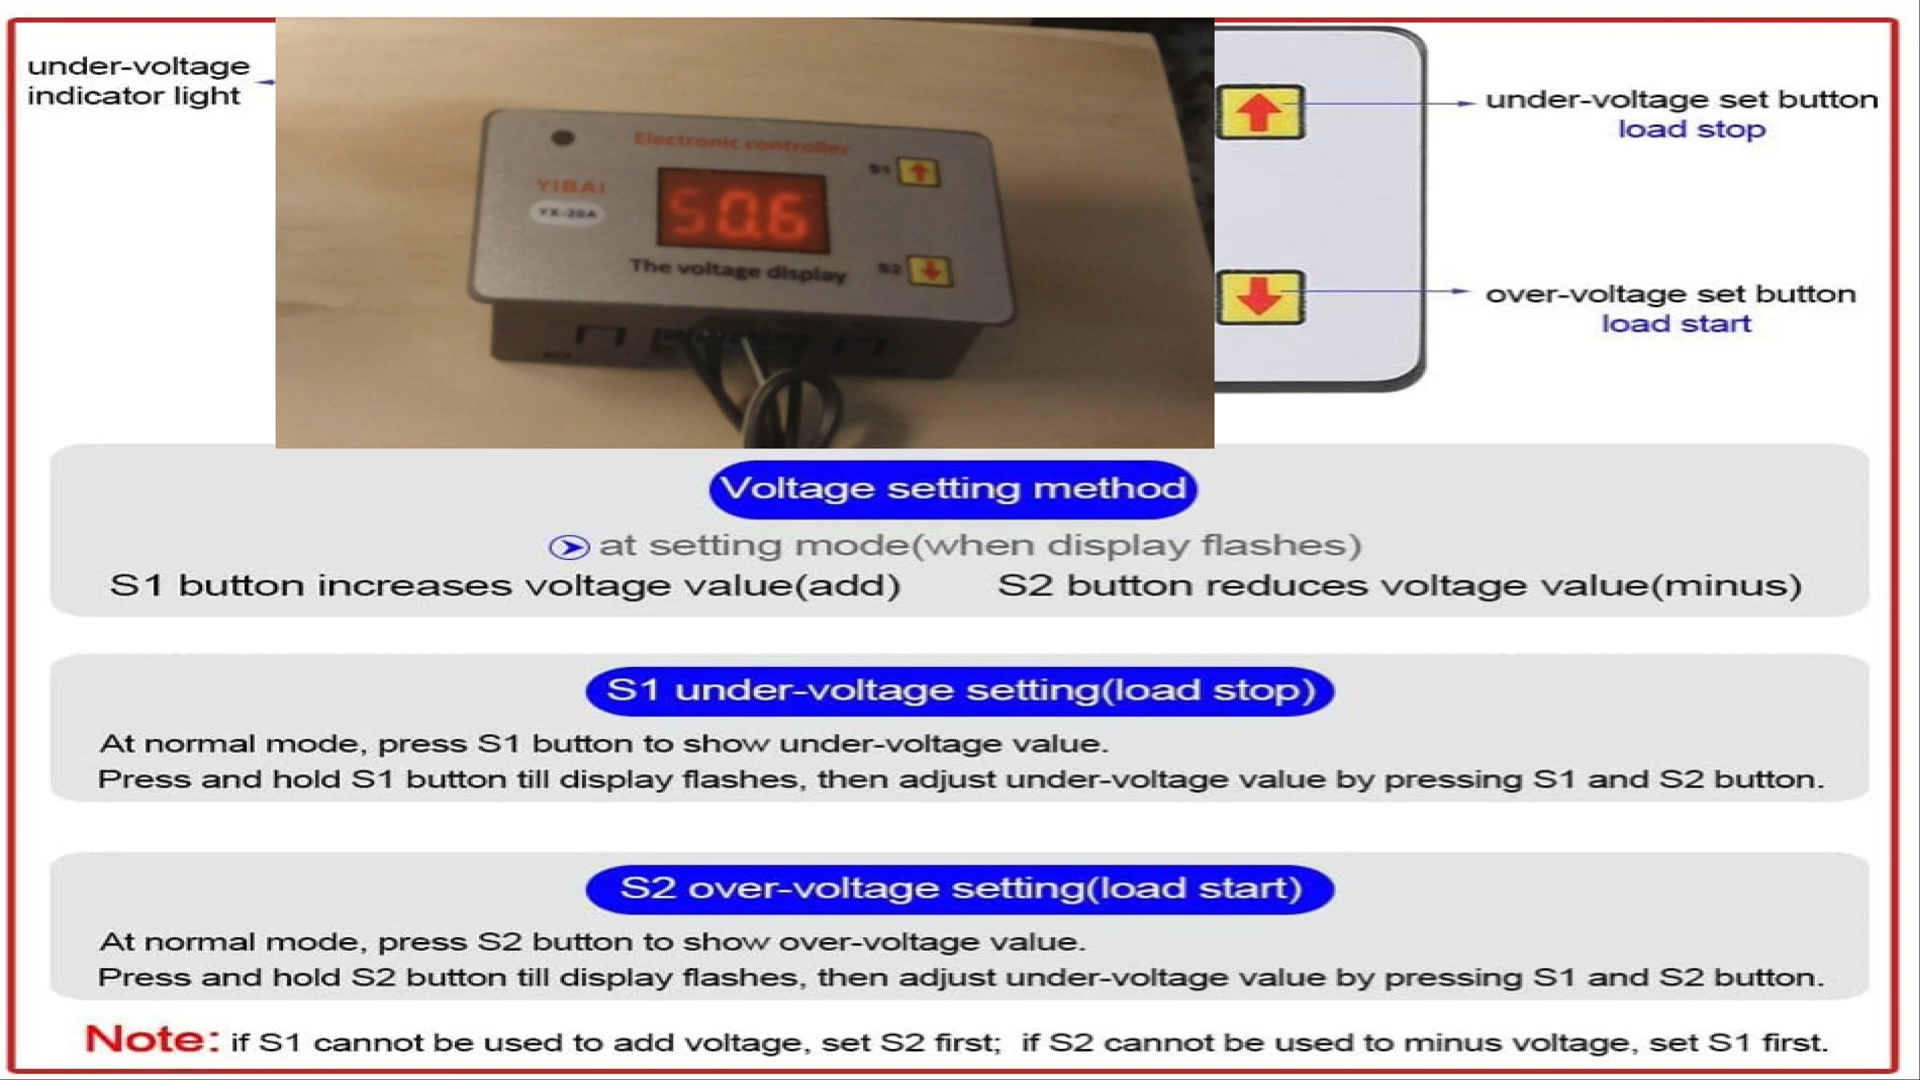 under-voltage
indicator light
Electronic controller
YIBAI
YX-20A
50.6
S1
S2
The voltage display
under-voltage set button
load stop
over-voltage set button
load start
Voltage setting method
at setting mode(when display flashes)
S1 button increases voltage value(add) S2 button reduces voltage value(minus)
S1 under-voltage setting(load stop)
At normal mode, press S1 button to show under-voltage value.
Press and hold S1 button till display flashes, then adjust under-voltage value by pressing S1 and S2 button.
S2 over-voltage setting(load start)
At normal mode, press S2 button to show over-voltage value.
Press and hold S2 button till display flashes, then adjust under-voltage value by pressing S1 and S2 button.
Note: if S1 cannot be used to add voltage, set S2 first; if S2 cannot be used to minus voltage, set S1 first.